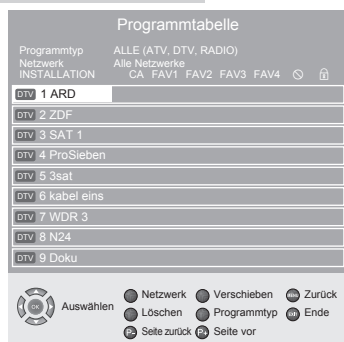 Programmtabelle
Programmtyp ALLE (ATV, DTV, RADIO)
Netzwerk Alle Netzwerke
INSTALLATION CA FAV1 FAV2 FAV3 FAV4
DTV 1 ARD
DTV 2 ZDF
DTV 3 SAT 1
DTV 4 ProSieben
DTV 5 3sat
DTV 6 kabel eins
DTV 7 WDR 3
DTV 8 N24
DTV 9 Doku
OK Auswählen Netzwerk Verschieben MENU Zurück
Löschen Programmtyp EXIT Ende
P- Seite zurück P+ Seite vor